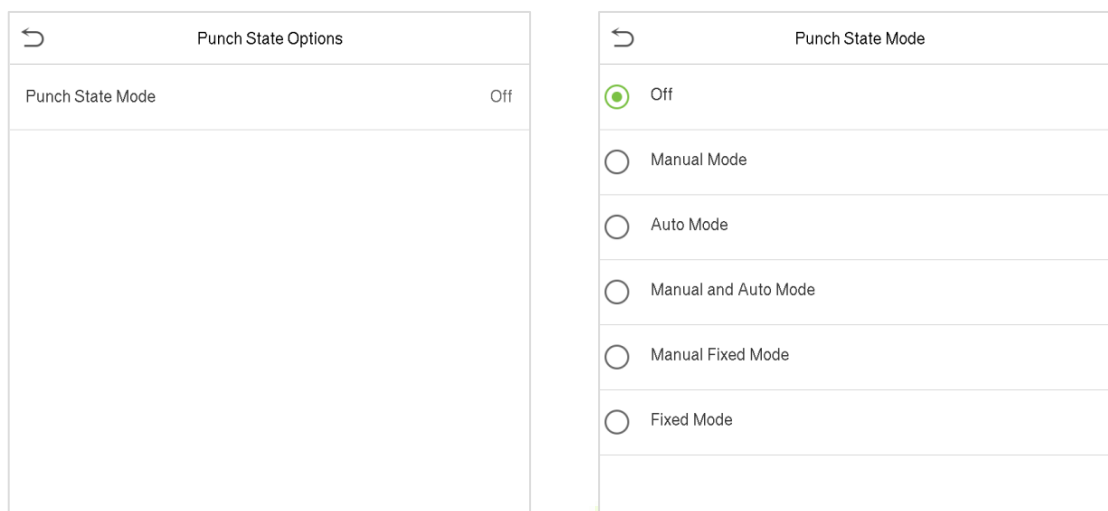 Punch State Options
Punch State Mode Off
Punch State Mode
Off
Manual Mode
Auto Mode
Manual and Auto Mode
Manual Fixed Mode
Fixed Mode